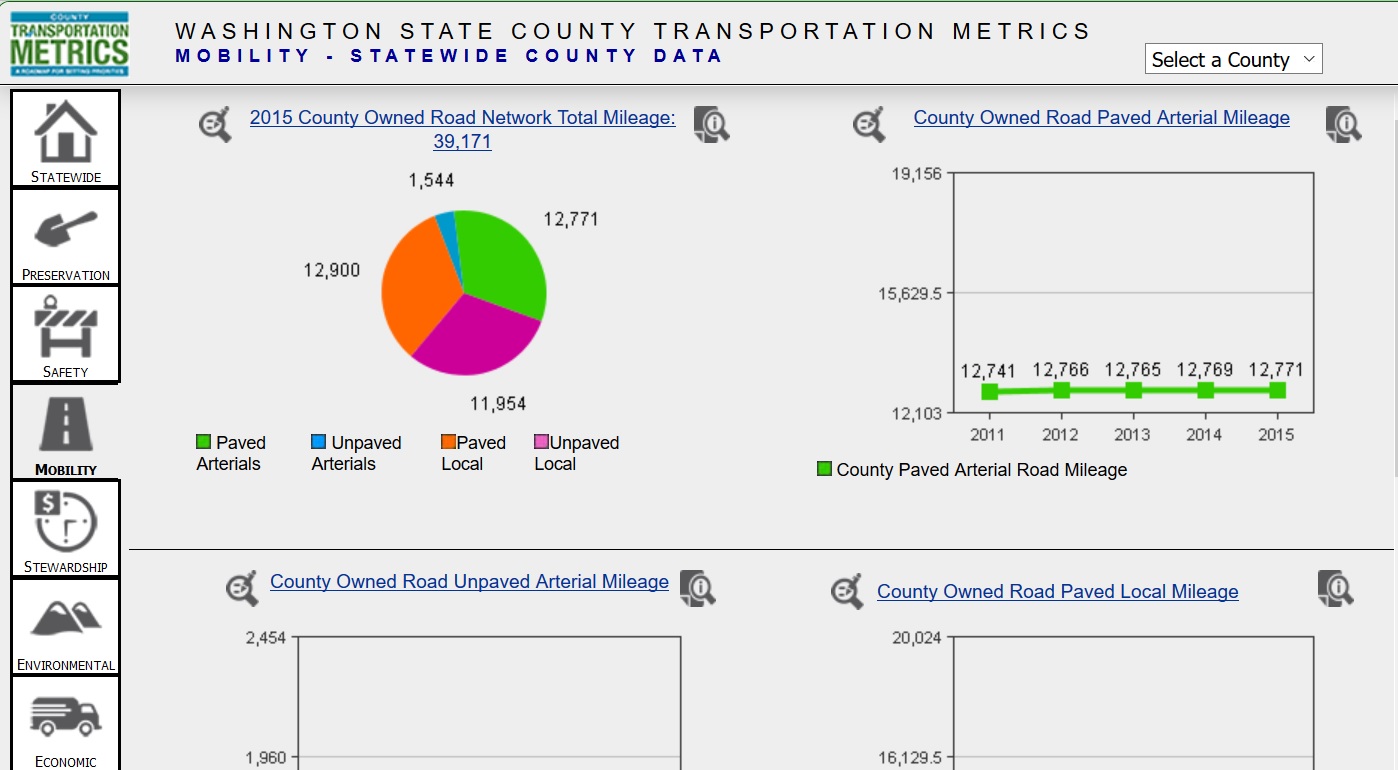 COUNTY
TRANSPORTATION
METRICS
A ROADMAP FOR SETTING PRIORITIES
WASHINGTON STATE COUNTY TRANSPORTATION METRICS
MOBILITY - STATEWIDE COUNTY DATA
Select a County
STATEWIDE
PRESERVATION
SAFETY
MOBILITY
$
STEWARDSHIP
ENVIRONMENTAL
ECONOMIC
2015 County Owned Road Network Total Mileage:
39,171
1,544
12,771
12,900
11,954
Paved Arterials
Unpaved Arterials
Paved Local
Unpaved Local
County Owned Road Paved Arterial Mileage
19,156
15,629.5
12,103
12,741 12,766 12,765 12,769 12,771
2011 2012 2013 2014 2015
County Paved Arterial Road Mileage
County Owned Road Unpaved Arterial Mileage
2,454
1,960
County Owned Road Paved Local Mileage
20,024
16,129.5